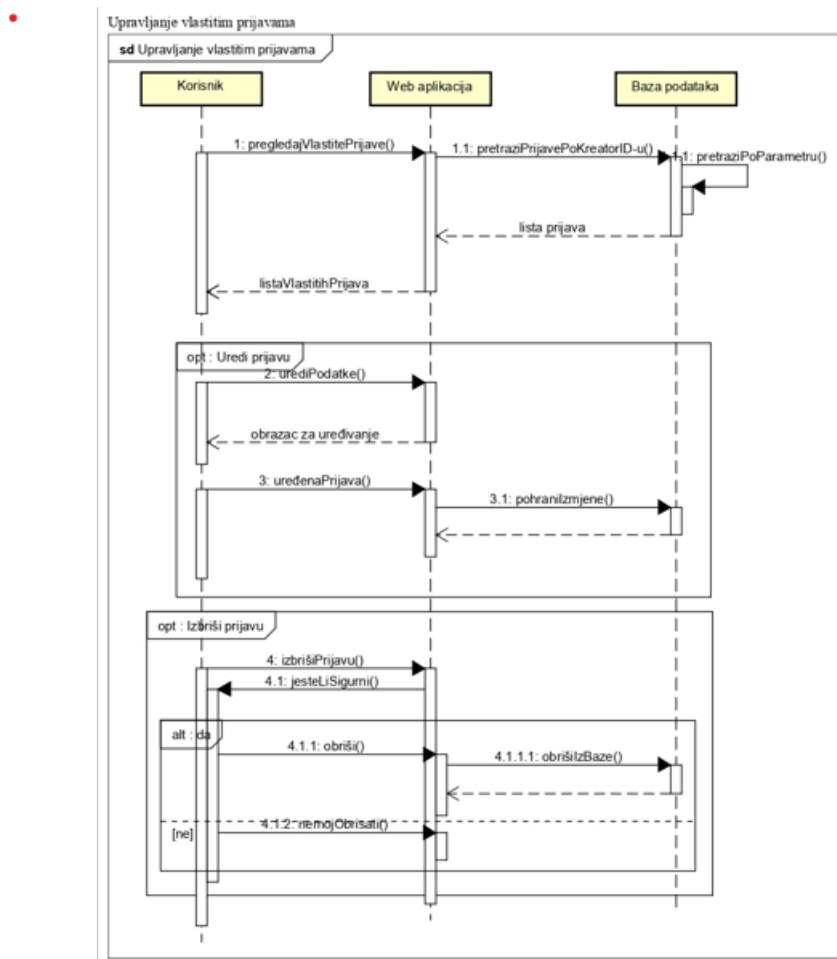 Upravljanje vlastitim prijavama
sd Upravljanje vlastitim prijavama
Korisnik
Web aplikacija
Baza podataka
1: pregledajVlastitePrijave()
1.1: pretraziPrijavePoKreatorID-u()
1.1: pretraziPoParametru()
lista prijava
listaVlastitihPrijava
opt : Uredi prijavu
2: urediPodatke()
obrazac za uređivanje
3: uređenaPrijava()
3.1: pohraniIzmjene()
opt : Izbriši prijavu
4: izbrišiPrijavu()
4.1: jesteLiSigurni()
alt : da
4.1.1: obriši()
4.1.1.1: obrišiIzBaze()
[ne]
4.1.2: nemojObrisati()